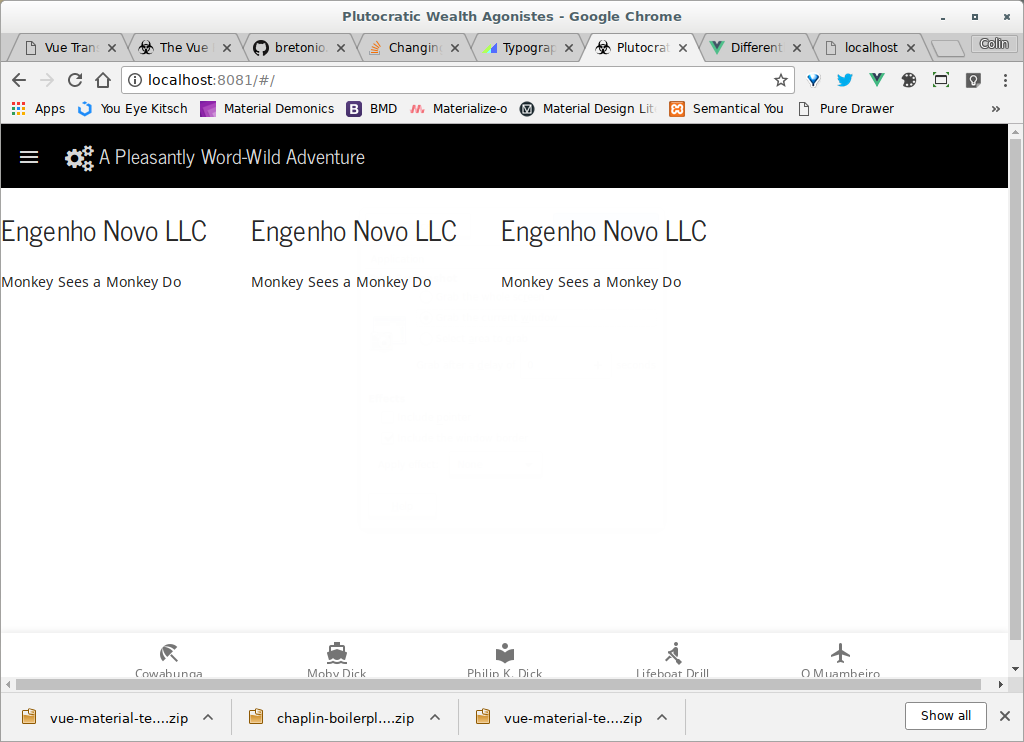 Plutocratic Wealth Agonistes - Google Chrome
Vue Tran
The Vue
bretonio.
Changing
Typograp
Plutocrat
Different
localhost
Colin
localhost:8081/#/
Apps
You Eye Kitsch
Material Demonics
B
BMD
Materialize-o
Material Design Lit
Semantical You
Pure Drawer
»
A Pleasantly Word-Wild Adventure
Engenho Novo LLC Engenho Novo LLC Engenho Novo LLC
Monkey Sees a Monkey Do Monkey Sees a Monkey Do Monkey Sees a Monkey Do
Cowabunga
Moby Dick
Philip K. Dick
Lifeboat Drill
O Muambeiro
vue-material-te....zip
chaplin-boilerpl....zip
vue-material-te....zip
Show all